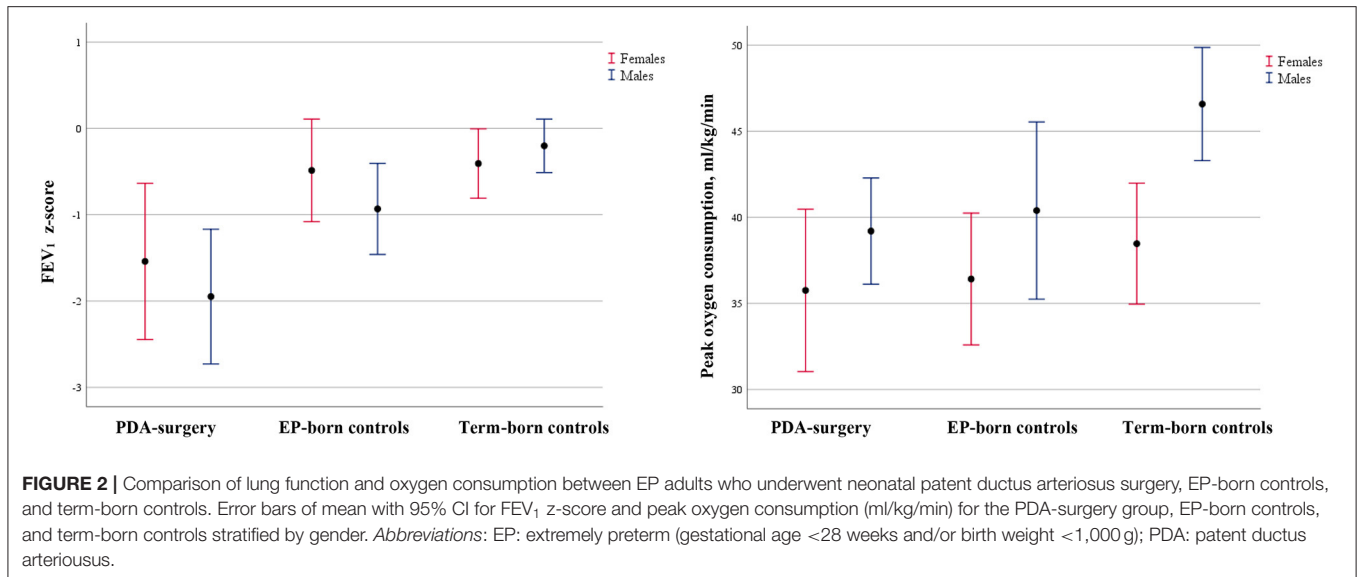 1
0
-1
-2
-3
FEV₁ z-score
PDA-surgery
EP-born controls
Term-born controls
Females
Males
50
45
40
35
30
Peak oxygen consumption, ml/kg/min
PDA-surgery
EP-born controls
Term-born controls
Females
Males
FIGURE 2 | Comparison of lung function and oxygen consumption between EP adults who underwent neonatal patent ductus arteriosus surgery, EP-born controls,
and term-born controls. Error bars of mean with 95% CI for FEV₁ z-score and peak oxygen consumption (ml/kg/min) for the PDA-surgery group, EP-born controls,
and term-born controls stratified by gender. Abbreviations: EP: extremely preterm (gestational age <28 weeks and/or birth weight <1,000 g); PDA: patent ductus
arteriousus.